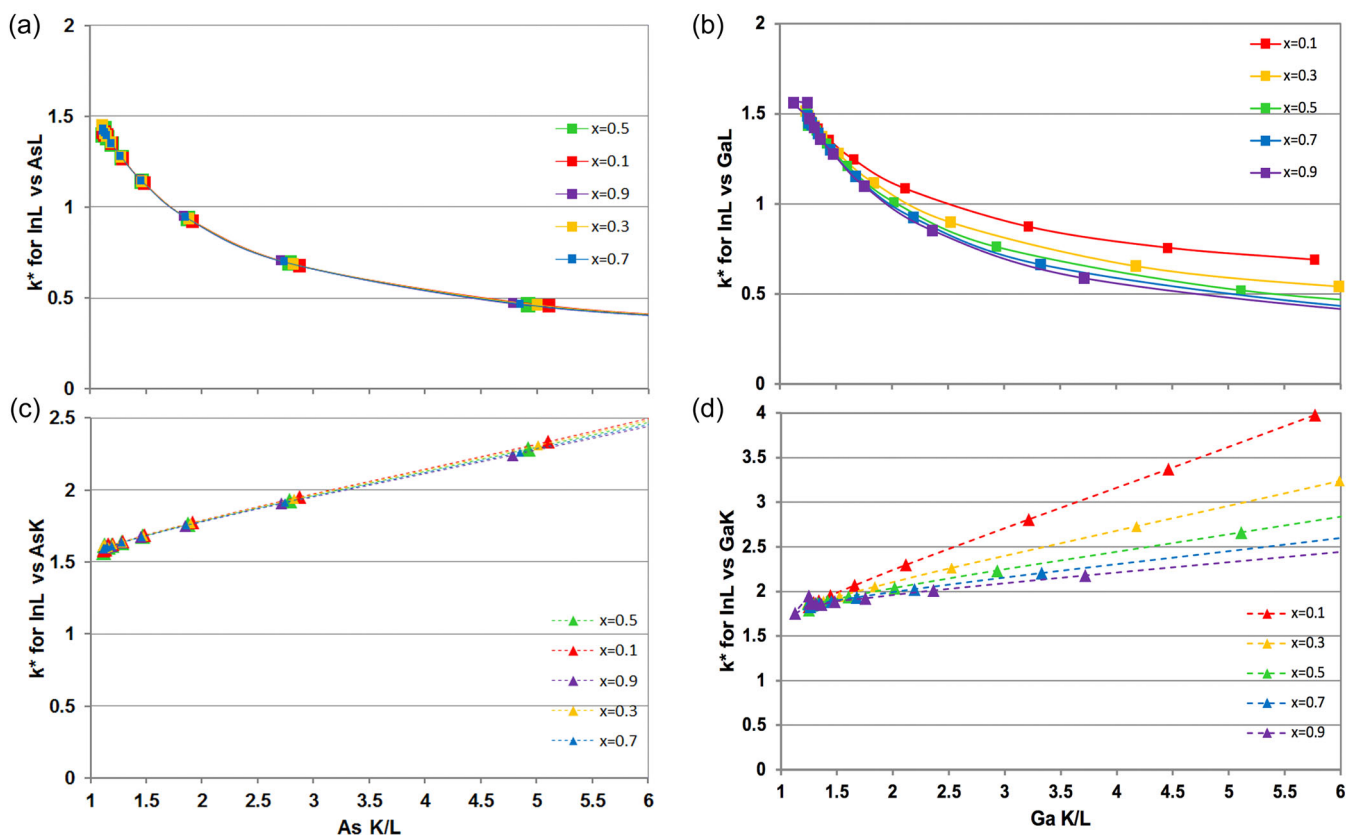 (a)
k* for InL vs AsL
2
1.5
1
0.5
0
x=0.5
x=0.1
x=0.9
x=0.3
x=0.7
(b)
k* for InL vs GaL
2
1.5
1
0.5
0
x=0.1
x=0.3
x=0.5
x=0.7
x=0.9
(c)
k* for InL vs AsK
2.5
2
1.5
1
0.5
0
x=0.5
x=0.1
x=0.9
x=0.3
x=0.7
1 1.5 2 2.5 3 3.5 4 4.5 5 5.5 6
As K/L
(d)
k* for InL vs GaK
4
3.5
3
2.5
2
1.5
1
0.5
0
x=0.1
x=0.3
x=0.5
x=0.7
x=0.9
1 1.5 2 2.5 3 3.5 4 4.5 5 5.5 6
Ga K/L